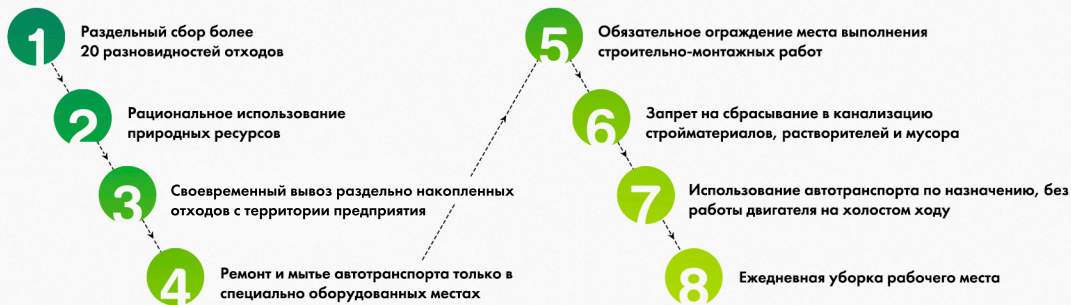 1
Раздельный сбор более
20 разновидностей отходов
2
Рациональное использование
природных ресурсов
3
Своевременный вывоз раздельно накопленных
отходов с территории предприятия
4
Ремонт и мытье автотранспорта только в
специально оборудованных местах
5
Обязательное ограждение места выполнения
строительно-монтажных работ
6
Запрет на сбрасывание в канализацию
стройматериалов, растворителей и мусора
7
Использование автотранспорта по назначению, без
работы двигателя на холостом ходу
8
Ежедневная уборка рабочего места